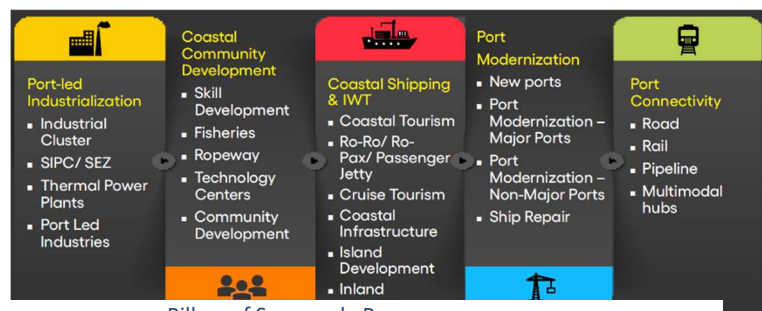 Port-led
Industrialization
Industrial
Cluster
SIPC/ SEZ
Thermal Power
Plants
Port Led
Industries
Coastal
Community
Development
Skill
Development
Fisheries
Ropeway
Technology
Centers
Community
Development
Coastal Shipping
& IWT
Coastal Tourism
Ro-Ro/ Ro-
Pax/ Passenger
Jetty
Cruise Tourism
Coastal
Infrastructure
Island
Development
Inland
Port
Modernization
New ports
Port
Modernization –
Major Ports
Port
Modernization –
Non-Major Ports
Ship Repair
Port
Connectivity
Road
Rail
Pipeline
Multimodal
hubs